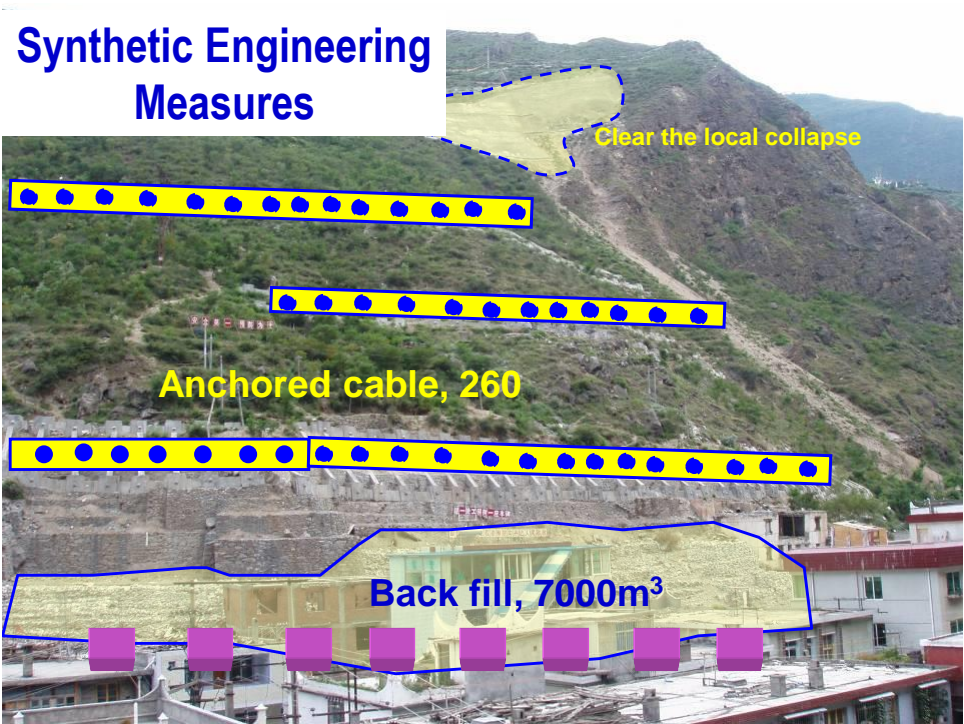 Synthetic Engineering
Measures
Clear the local collapse
Anchored cable, 260
Back fill, 7000m³